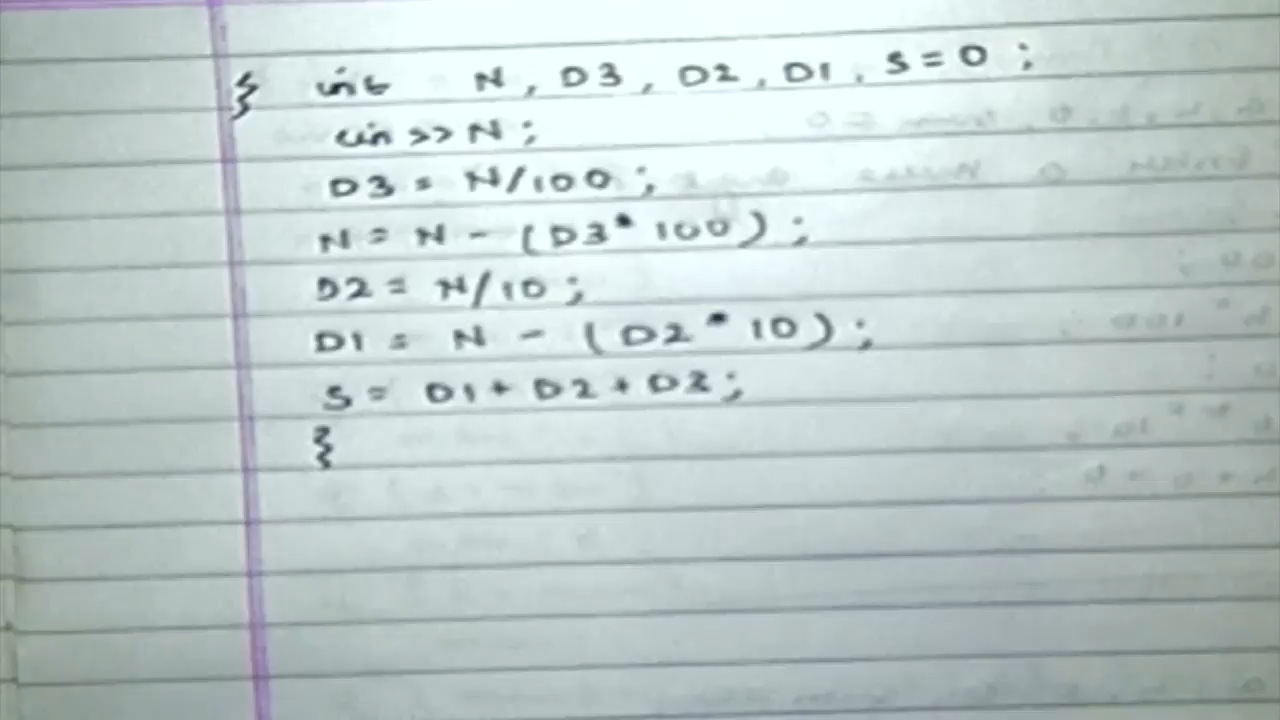 } int N, D3, D2, D1, S=0;
cin >> N;
D3 = N/100;
N = N - (D3* 100);
D2 = N/10;
D1 = N - (D2 * 10);
S = D1+ D2 + D3;
}